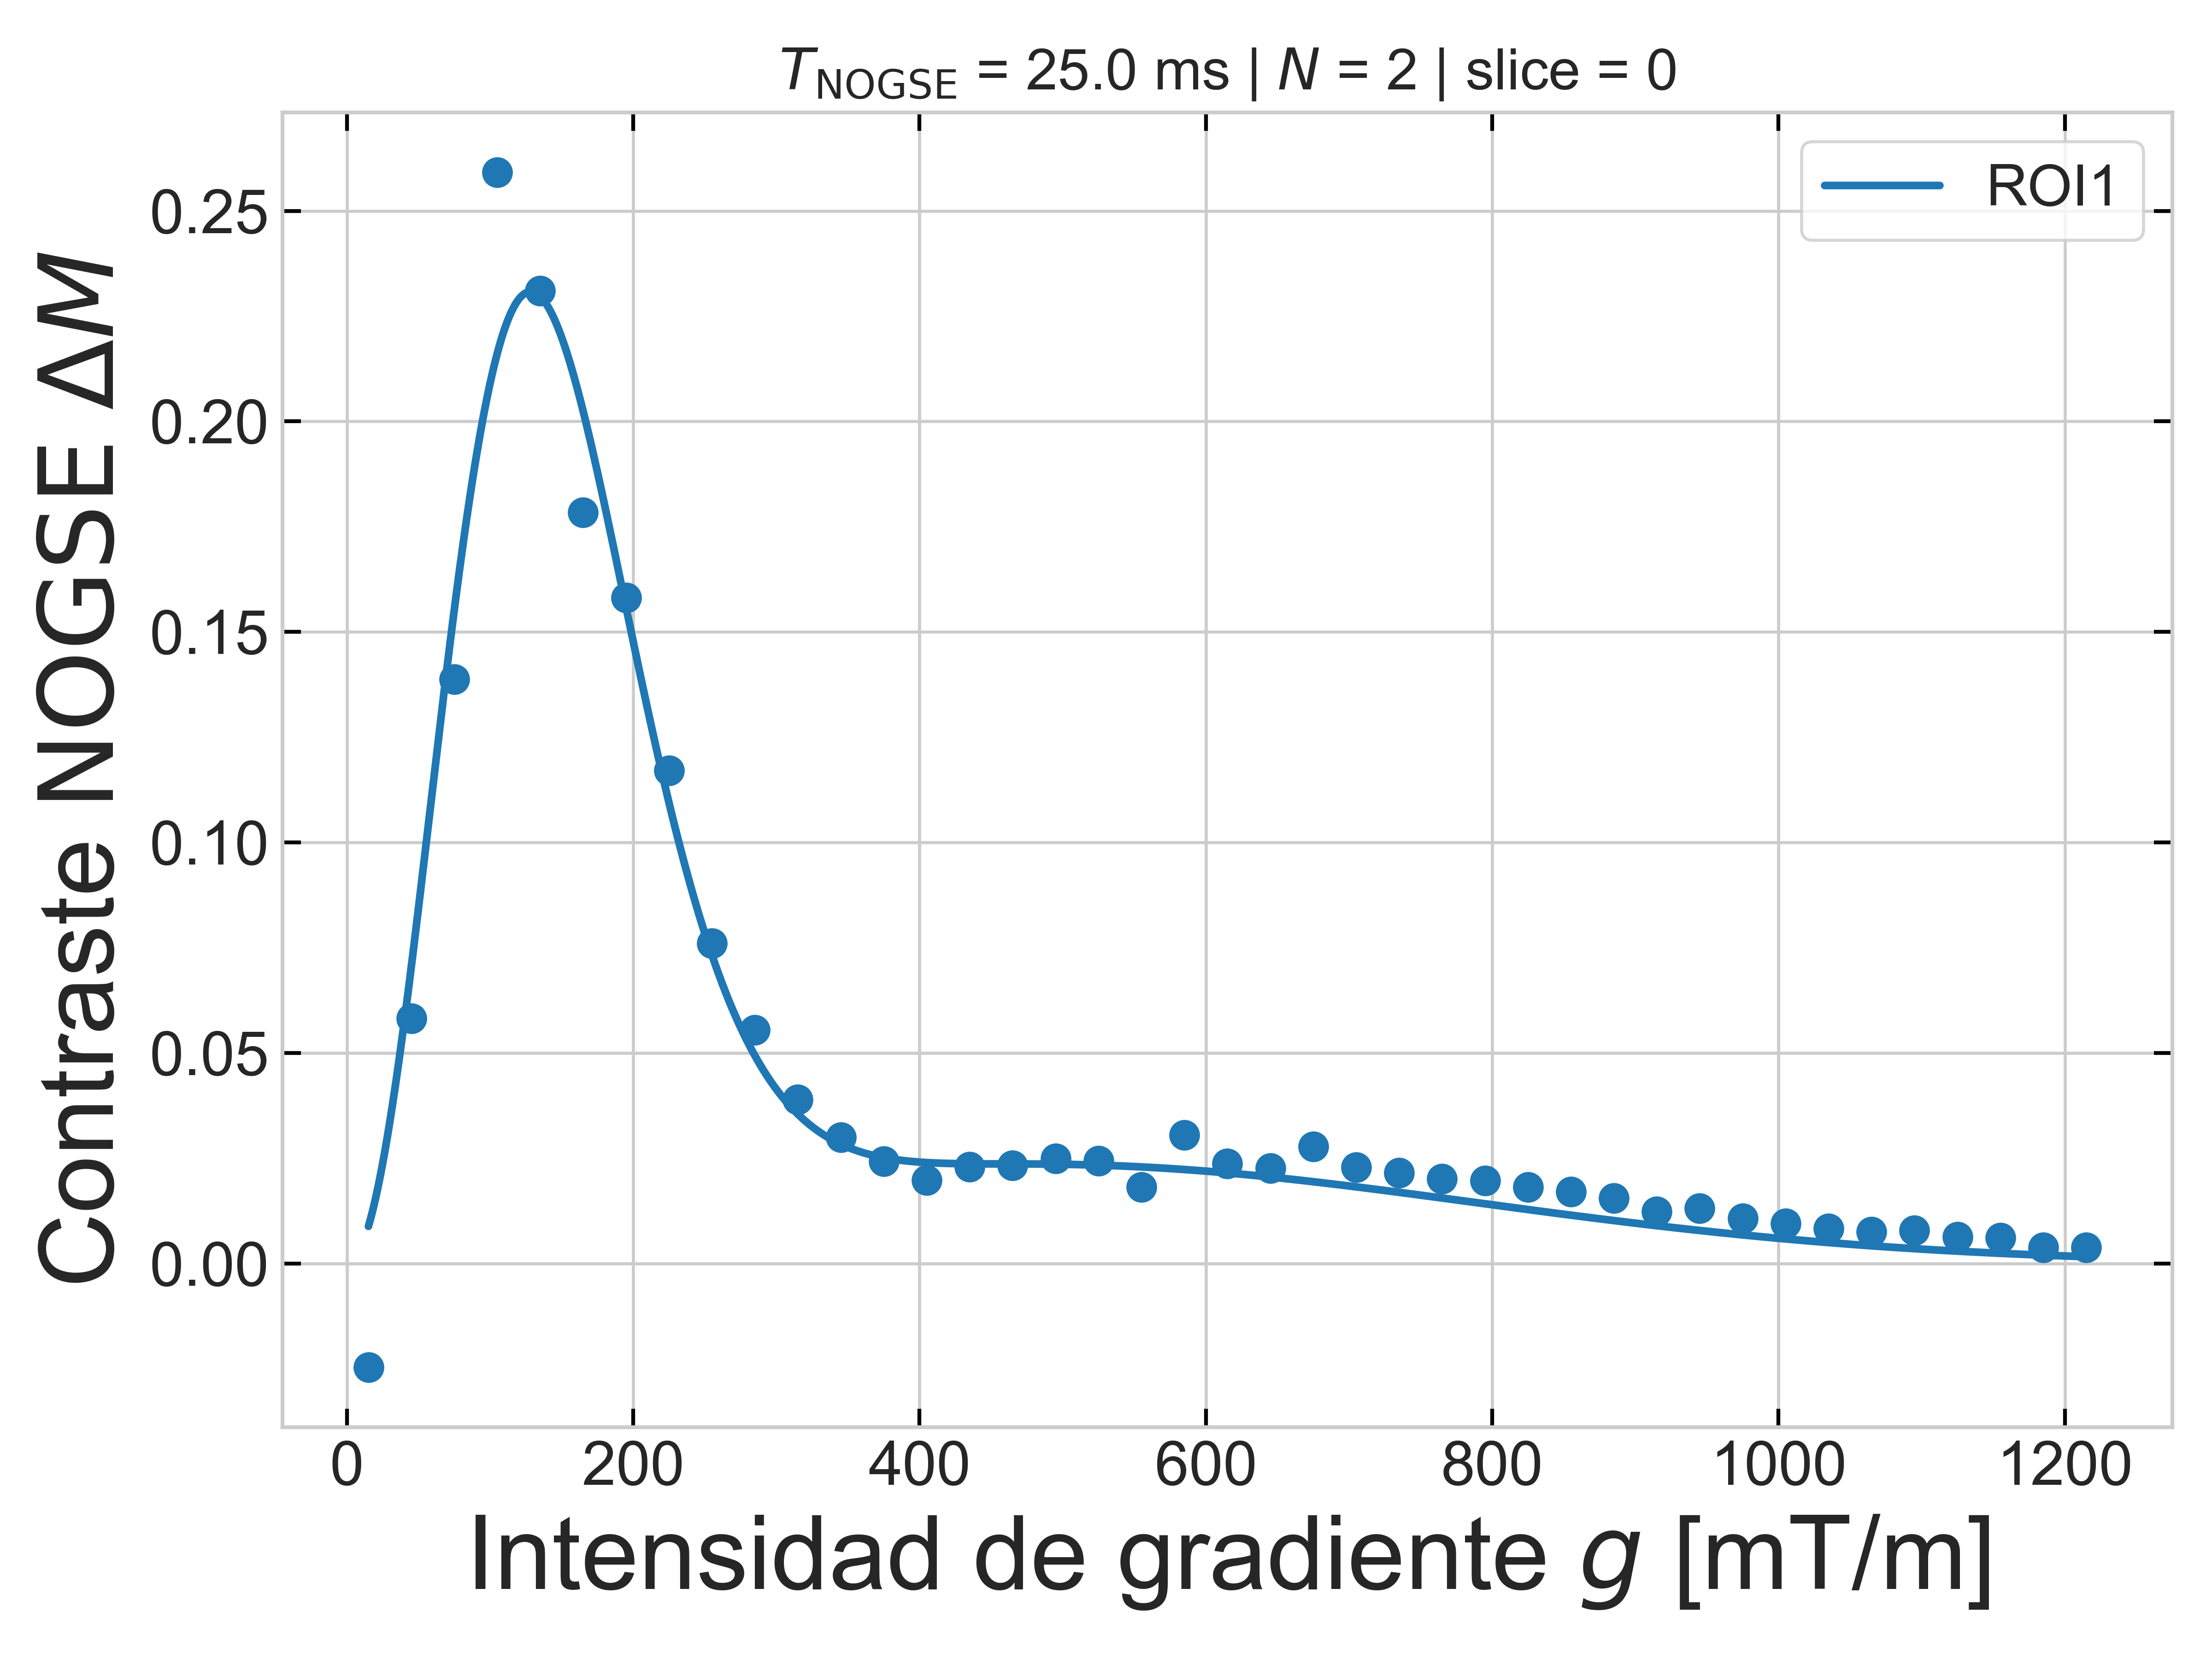 T_NOGSE = 25.0 ms | N = 2 | slice = 0
ROI1
Contraste NOGSE ΔM
0.25
0.20
0.15
0.10
0.05
0.00
0 200 400 600 800 1000 1200
Intensidad de gradiente g [mT/m]